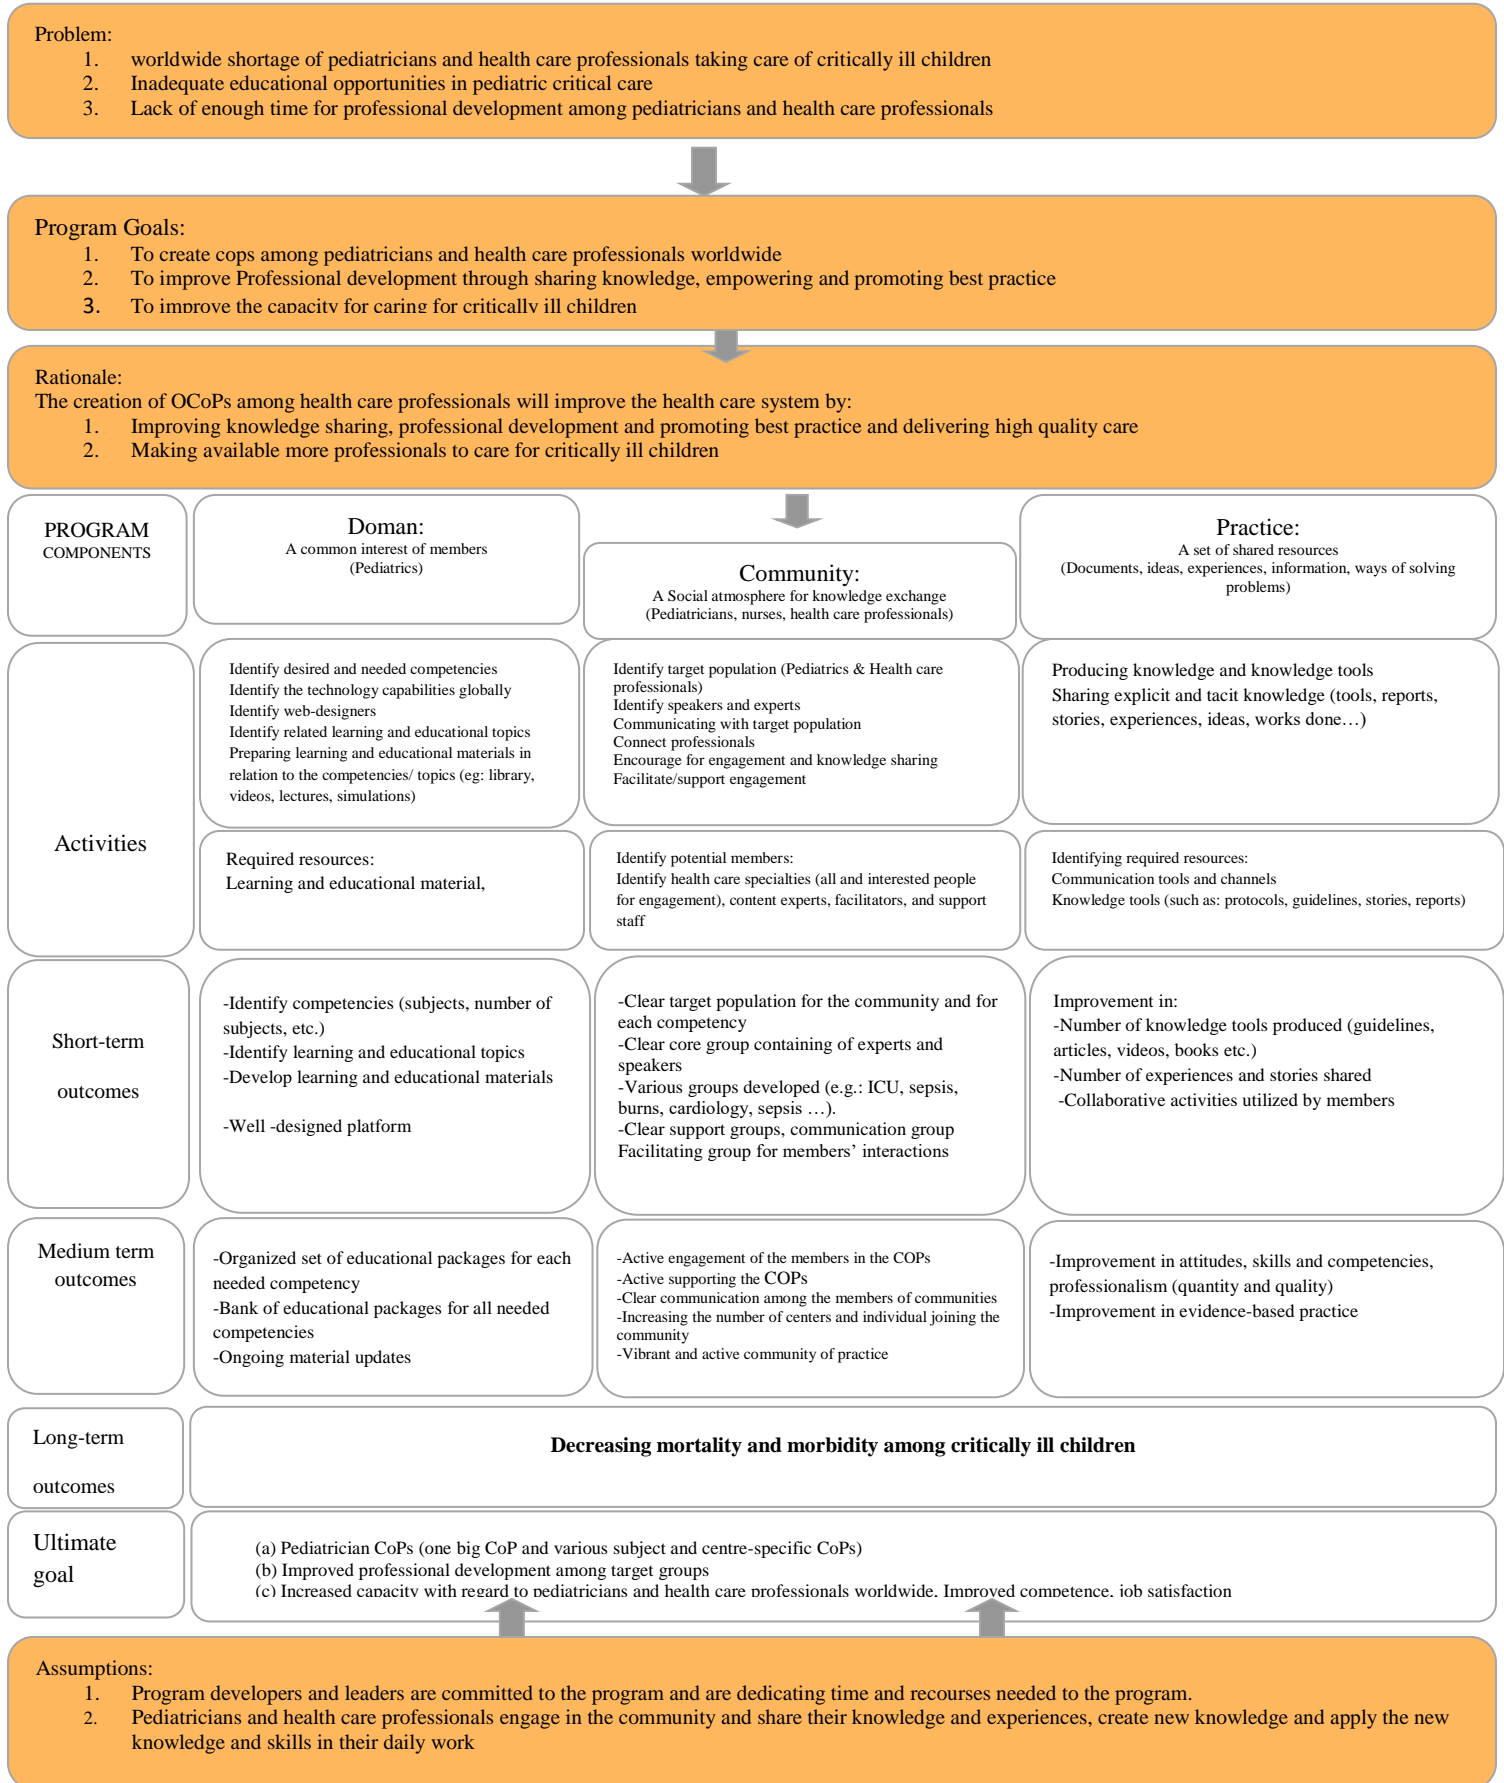 Problem:
1. worldwide shortage of pediatricians and health care professionals taking care of critically ill children
2. Inadequate educational opportunities in pediatric critical care
3. Lack of enough time for professional development among pediatricians and health care professionals
Program Goals:
1. To create cops among pediatricians and health care professionals worldwide
2. To improve Professional development through sharing knowledge, empowering and promoting best practice
3. To improve the capacity for caring for critically ill children
Rationale:
The creation of OCoPs among health care professionals will improve the health care system by:
1. Improving knowledge sharing, professional development and promoting best practice and delivering high quality care
2. Making available more professionals to care for critically ill children
PROGRAM
COMPONENTS
Doman:
A common interest of members
(Pediatrics)
Community:
A Social atmosphere for knowledge exchange
(Pediatricians, nurses, health care professionals)
Practice:
A set of shared resources
(Documents, ideas, experiences, information, ways of solving
problems)
Activities
Identify desired and needed competencies
Identify the technology capabilities globally
Identify web-designers
Identify related learning and educational topics
Preparing learning and educational materials in
relation to the competencies/ topics (eg: library,
videos, lectures, simulations)
Identify target population (Pediatrics & Health care
professionals)
Identify speakers and experts
Communicating with target population
Connect professionals
Encourage for engagement and knowledge sharing
Facilitate/support engagement
Producing knowledge and knowledge tools
Sharing explicit and tacit knowledge (tools, reports,
stories, experiences, ideas, works done…)
Required resources:
Learning and educational material,
Identify potential members:
Identify health care specialties (all and interested people
for engagement), content experts, facilitators, and support
staff
Identifying required resources:
Communication tools and channels
Knowledge tools (such as: protocols, guidelines, stories, reports)
Short-term
outcomes
-Identify competencies (subjects, number of
subjects, etc.)
-Identify learning and educational topics
-Develop learning and educational materials
-Well -designed platform
-Clear target population for the community and for
each competency
-Clear core group containing of experts and
speakers
-Various groups developed (e.g.: ICU, sepsis,
burns, cardiology, sepsis …).
-Clear support groups, communication group
Facilitating group for members’ interactions
Improvement in:
-Number of knowledge tools produced (guidelines,
articles, videos, books etc.)
-Number of experiences and stories shared
-Collaborative activities utilized by members
Medium term
outcomes
-Organized set of educational packages for each
needed competency
-Bank of educational packages for all needed
competencies
-Ongoing material updates
-Active engagement of the members in the COPs
-Active supporting the COPs
-Clear communication among the members of communities
-Increasing the number of centers and individual joining the
community
-Vibrant and active community of practice
-Improvement in attitudes, skills and competencies,
professionalism (quantity and quality)
-Improvement in evidence-based practice
Long-term
outcomes
Decreasing mortality and morbidity among critically ill children
Ultimate
goal
(a) Pediatrician CoPs (one big CoP and various subject and centre-specific CoPs)
(b) Improved professional development among target groups
(c) Increased capacity with regard to pediatricians and health care professionals worldwide, Improved competence, job satisfaction
Assumptions:
1. Program developers and leaders are committed to the program and are dedicating time and recourses needed to the program.
2. Pediatricians and health care professionals engage in the community and share their knowledge and experiences, create new knowledge and apply the new
knowledge and skills in their daily work